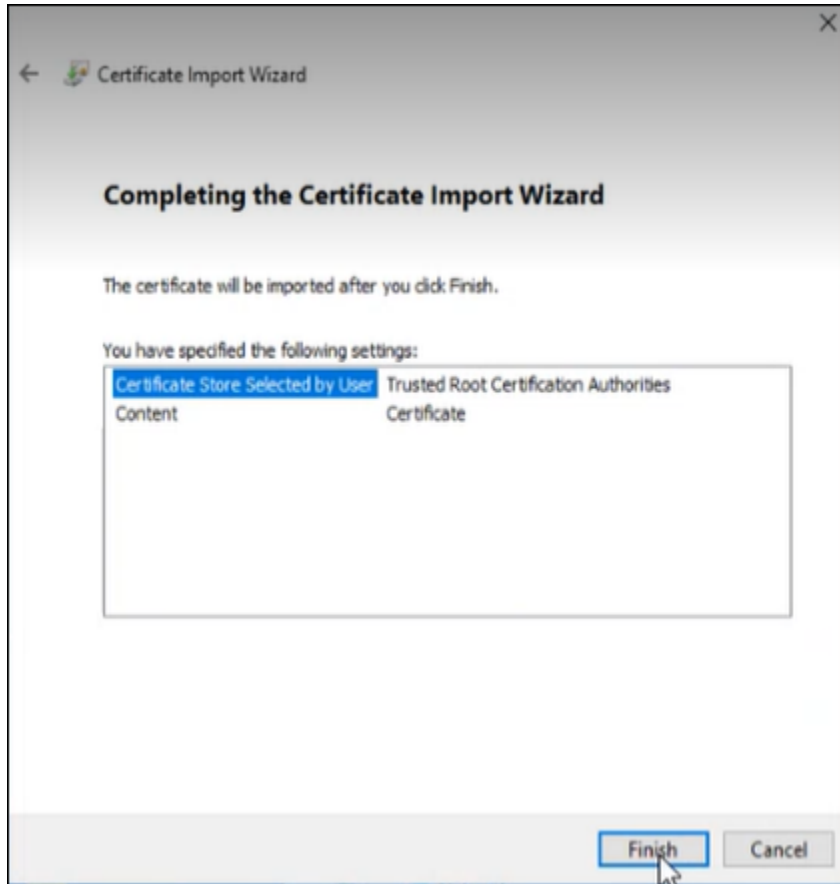 Certificate Import Wizard
Completing the Certificate Import Wizard
The certificate will be imported after you click Finish.
You have specified the following settings:
Certificate Store Selected by User Trusted Root Certification Authorities
Content Certificate
Finish Cancel